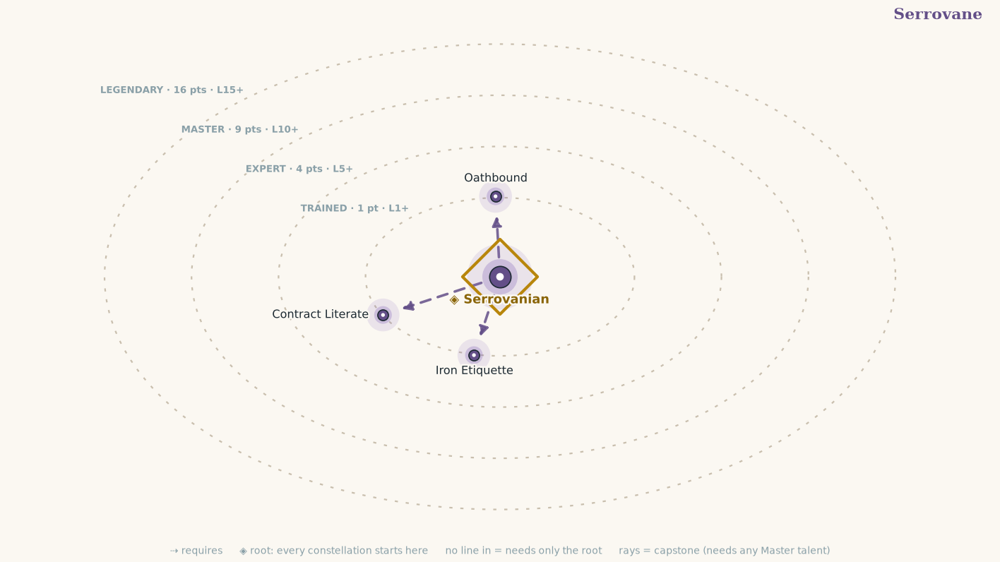 Serrovane
LEGENDARY · 16 pts · L15+
MASTER · 9 pts · L10+
EXPERT · 4 pts · L5+
Oathbound
TRAINED · 1 pt · L1+
◈ Serrovanian
Contract Literate
Iron Etiquette
⇢ requires ◈ root: every constellation starts here no line in = needs only the root rays = capstone (needs any Master talent)